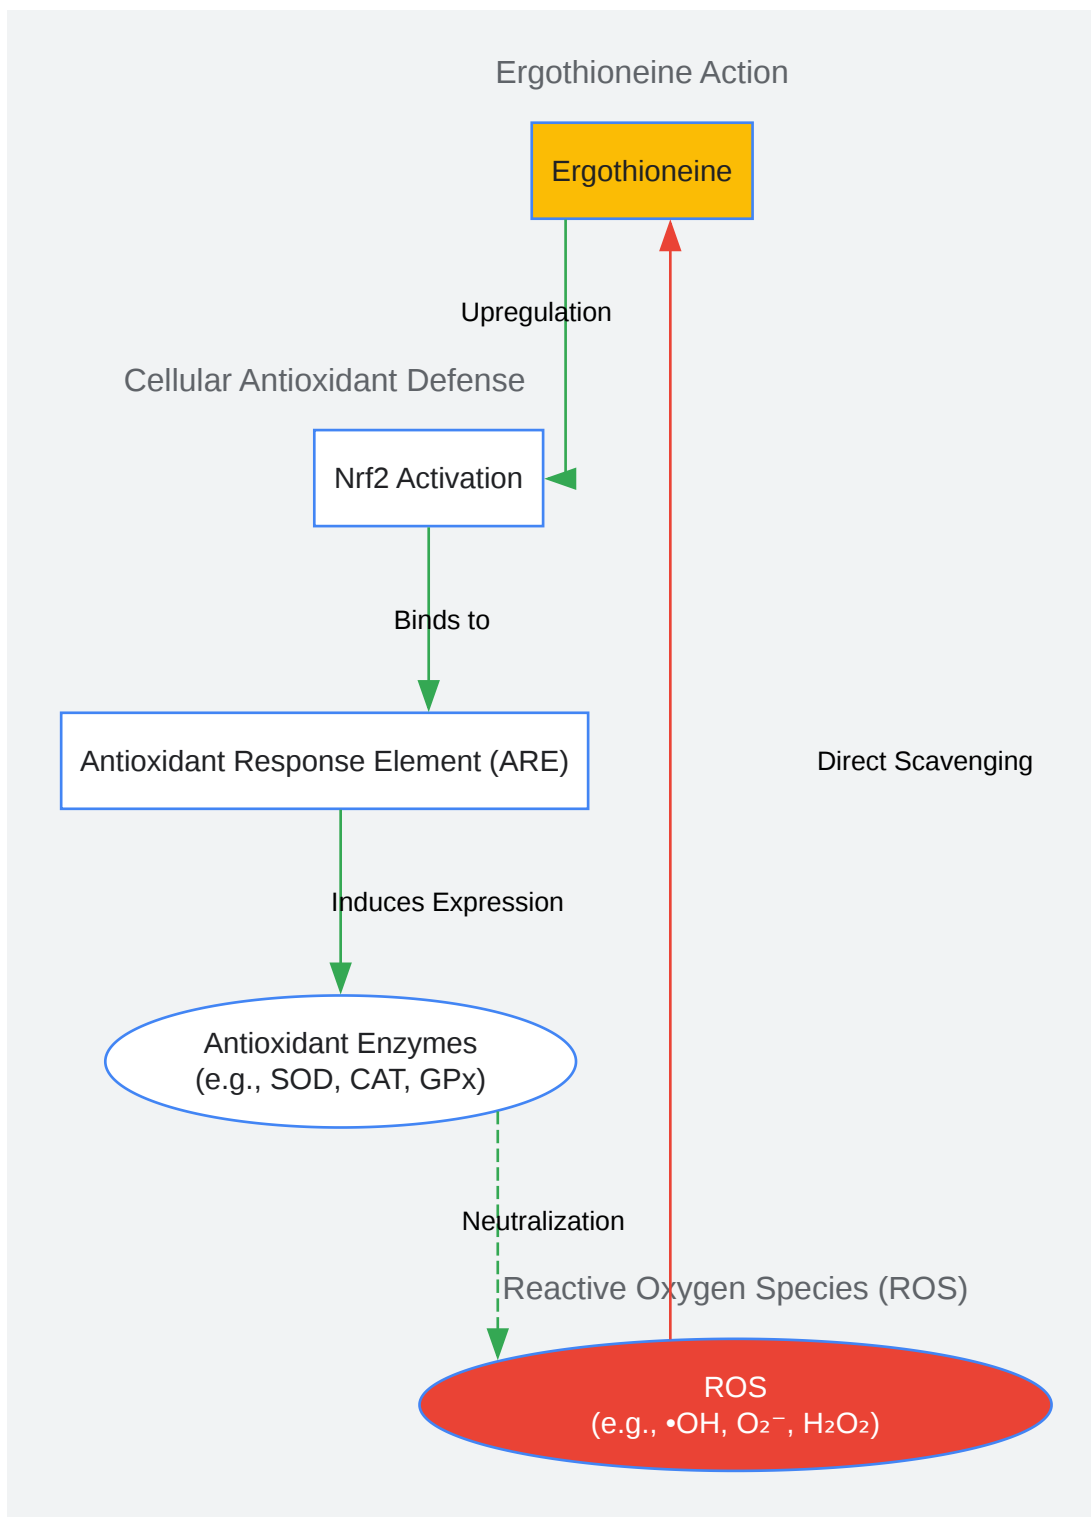 Ergothioneine Action
Ergothioneine
Upregulation
Cellular Antioxidant Defense
Nrf2 Activation
Binds to
Antioxidant Response Element (ARE)
Direct Scavenging
Induces Expression
Antioxidant Enzymes
(e.g., SOD, CAT, GPx)
Neutralization
Reactive Oxygen Species (ROS)
ROS
(e.g., •OH, O₂⁻, H₂O₂)